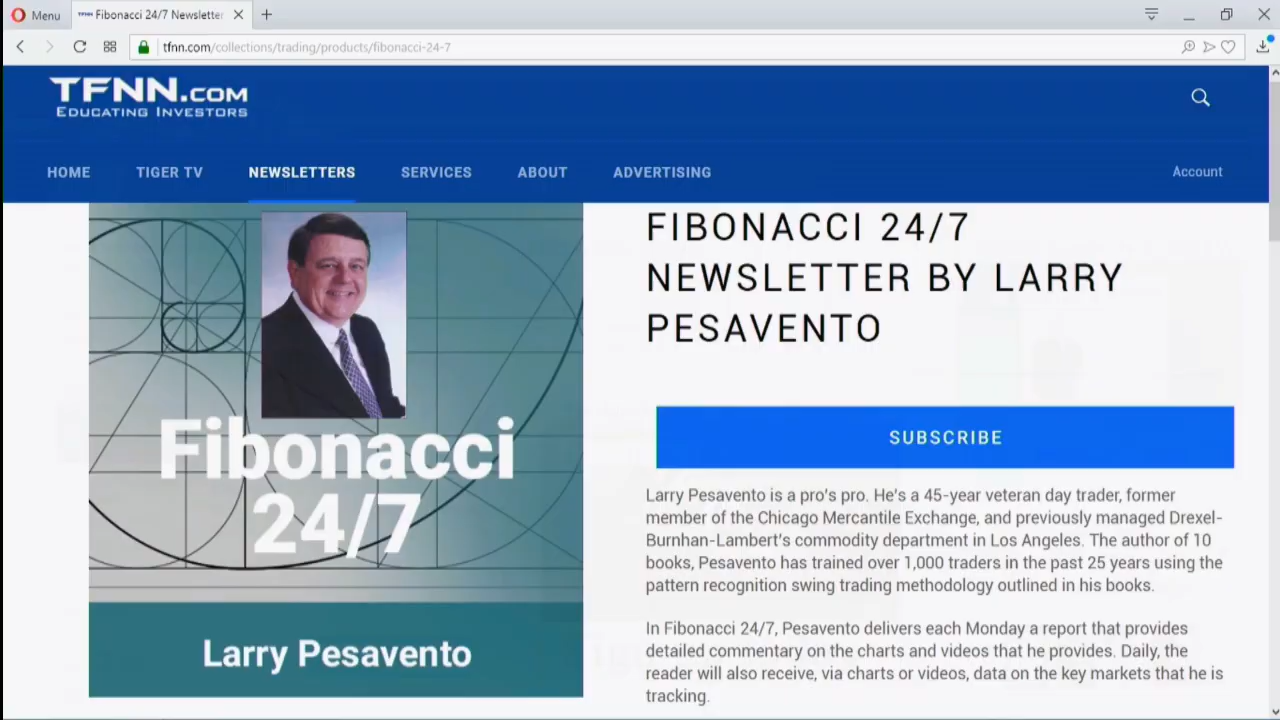 Menu
Fibonacci 24/7 Newsletter
tfnn.com/collections/trading/products/fibonacci-24-7
TFNN.COM
EDUCATING INVESTORS
HOME
TIGER TV
NEWSLETTERS
SERVICES
ABOUT
ADVERTISING
Account
Fibonacci
24/7
Larry Pesavento
FIBONACCI 24/7
NEWSLETTER BY LARRY
PESAVENTO
SUBSCRIBE
Larry Pesavento is a pro's pro. He's a 45-year veteran day trader, former
member of the Chicago Mercantile Exchange, and previously managed Drexel-
Burnhan-Lambert's commodity department in Los Angeles. The author of 10
books, Pesavento has trained over 1,000 traders in the past 25 years using the
pattern recognition swing trading methodology outlined in his books.
In Fibonacci 24/7, Pesavento delivers each Monday a report that provides
detailed commentary on the charts and videos that he provides. Daily, the
reader will also receive, via charts or videos, data on the key markets that he is
tracking.